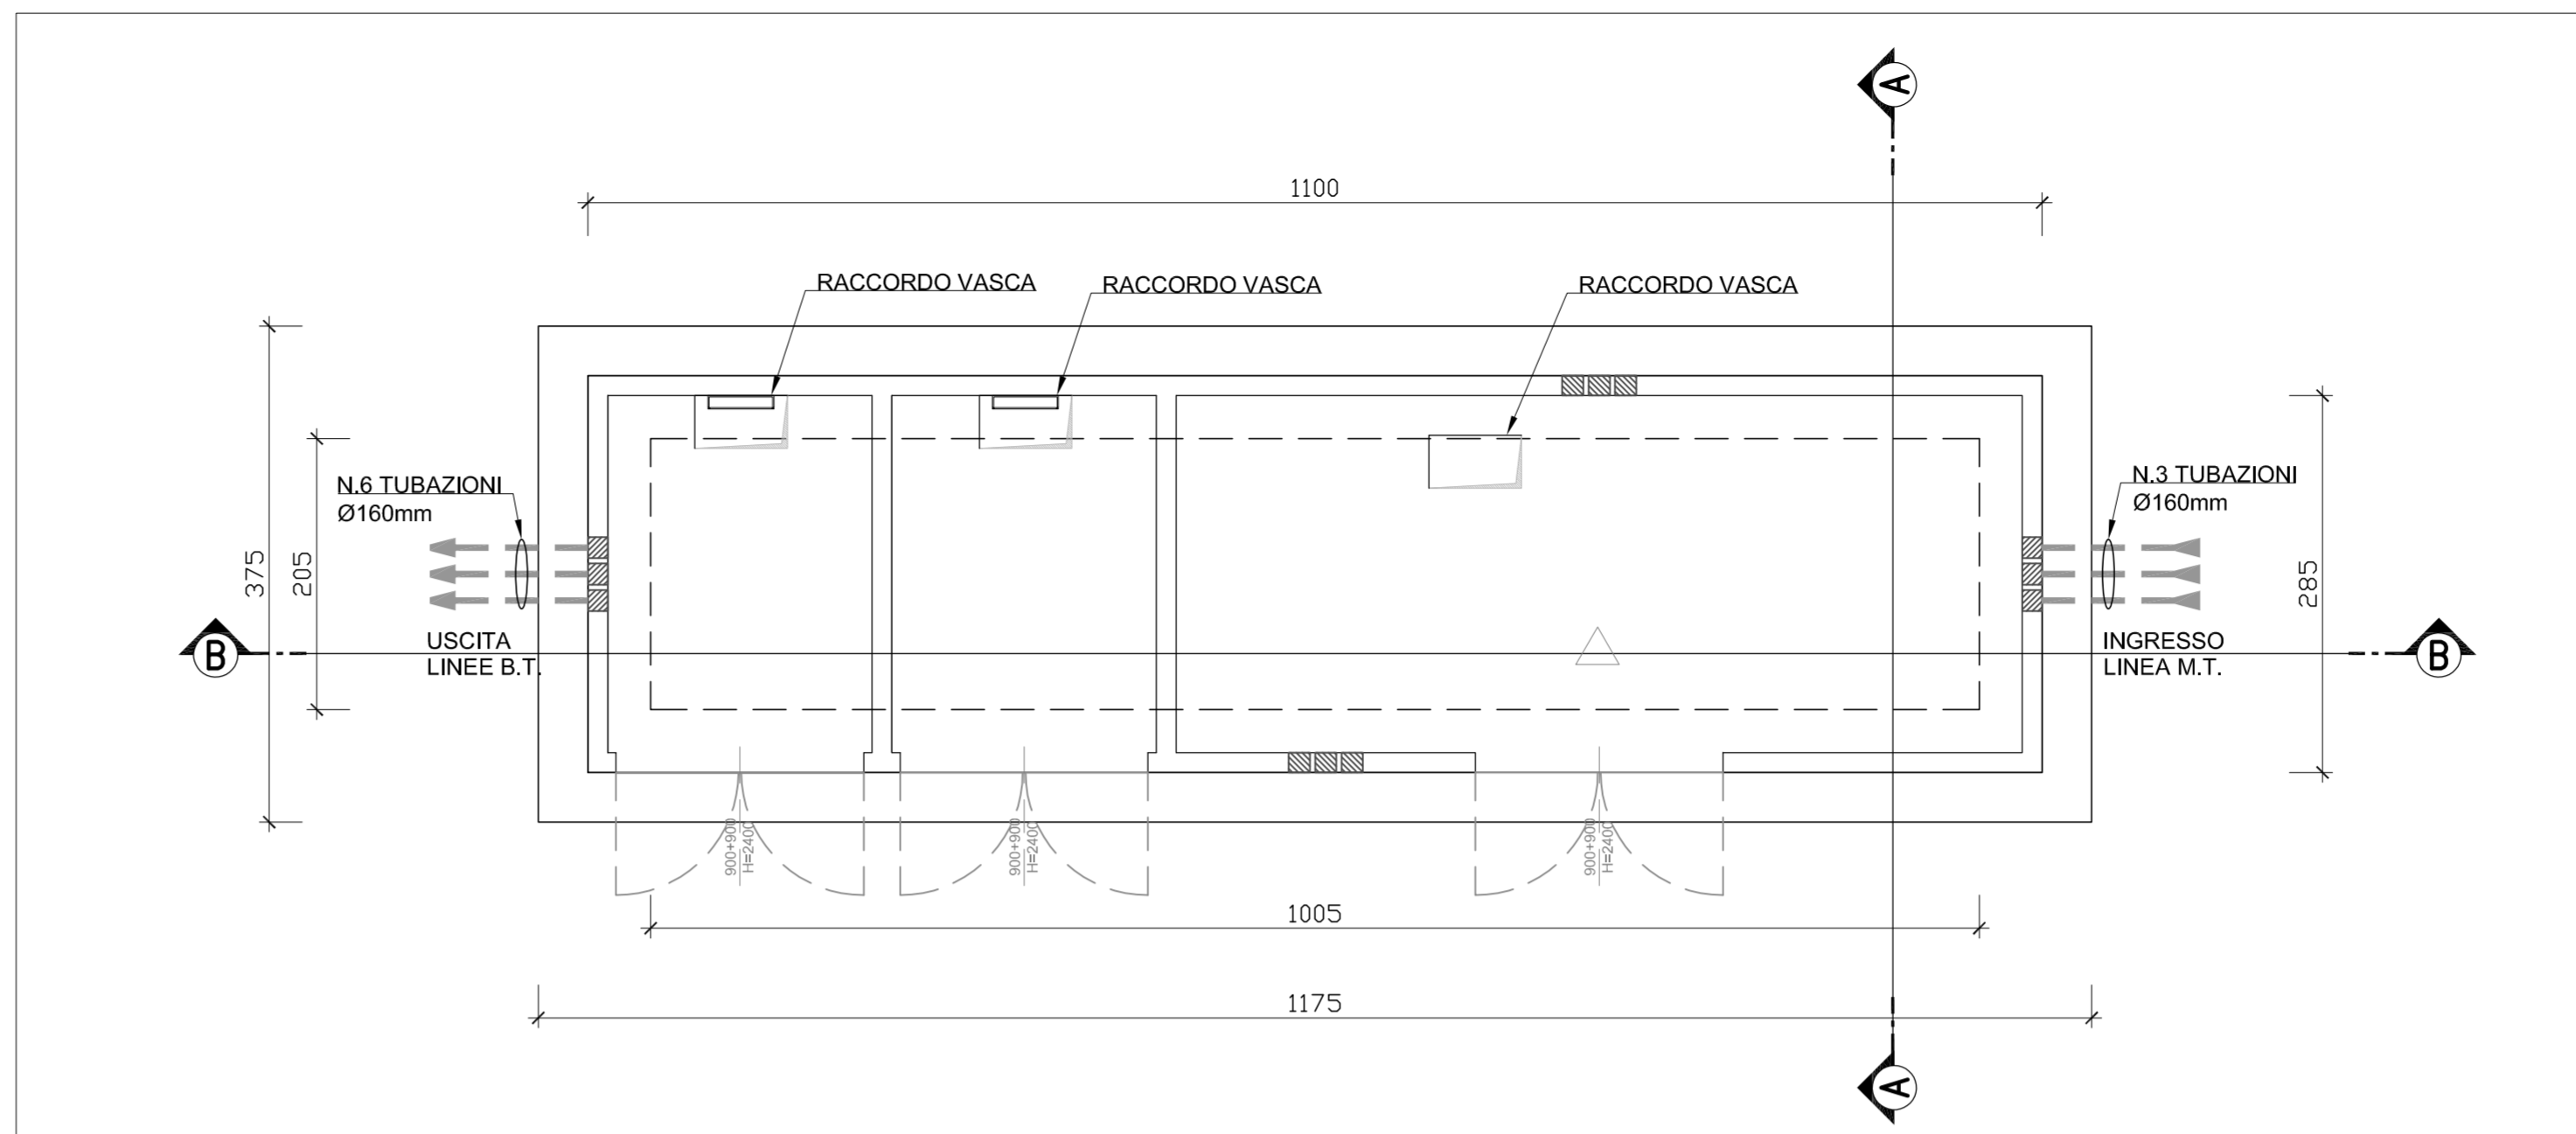 A
1100
RACCORDO VASCA
RACCORDO VASCA
RACCORDO VASCA
N.6 TUBAZIONI
Ø160mm
N.3 TUBAZIONI
Ø160mm
375
205
285
USCITA
LINEE B.T.
INGRESSO
LINEA M.T.
B
B
900+900
H=2400
900+900
H=2400
900+900
H=2400
1005
1175
A